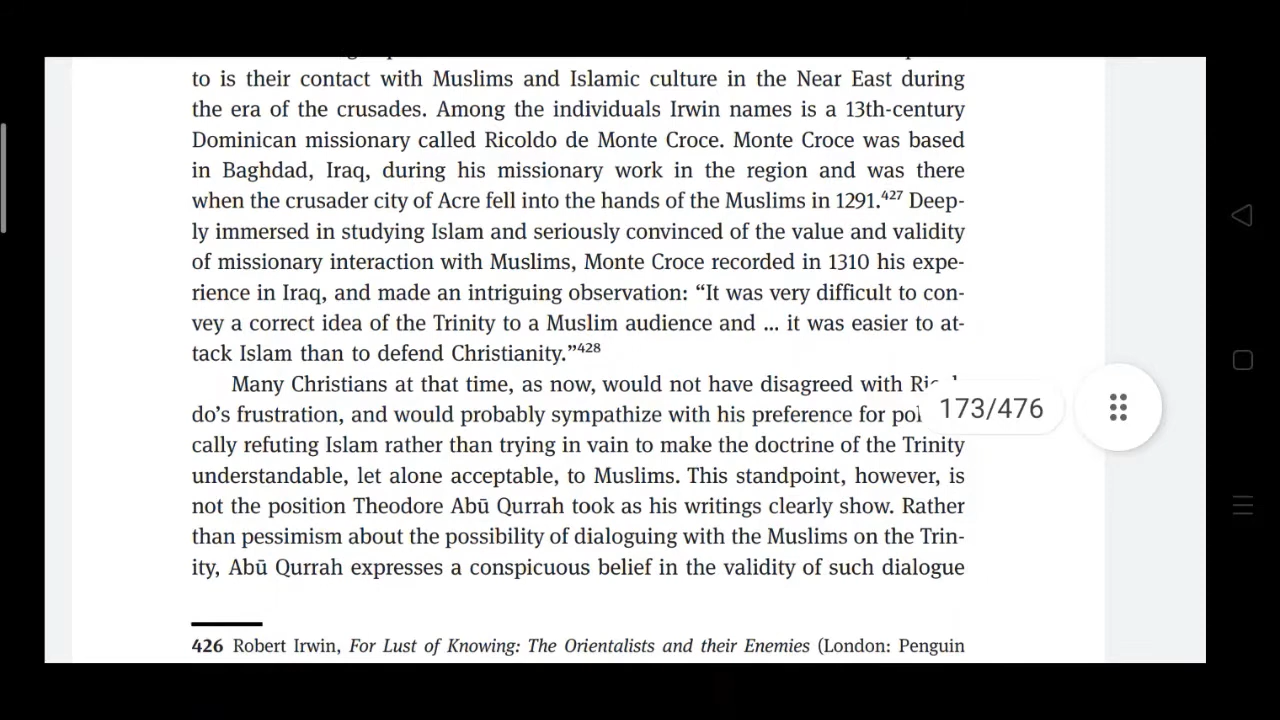 to is their contact with Muslims and Islamic culture in the Near East during
the era of the crusades. Among the individuals Irwin names is a 13th-century
Dominican missionary called Ricoldo de Monte Croce. Monte Croce was based
in Baghdad, Iraq, during his missionary work in the region and was there
when the crusader city of Acre fell into the hands of the Muslims in 1291.⁴²⁷ Deep-
ly immersed in studying Islam and seriously convinced of the value and validity
of missionary interaction with Muslims, Monte Croce recorded in 1310 his expe-
rience in Iraq, and made an intriguing observation: “It was very difficult to con-
vey a correct idea of the Trinity to a Muslim audience and ... it was easier to at-
tack Islam than to defend Christianity.”⁴²⁸
Many Christians at that time, as now, would not have disagreed with
do’s frustration, and would probably sympathize with his preference for
173/476
cally refuting Islam rather than trying in vain to make the doctrine of the Trinity
understandable, let alone acceptable, to Muslims. This standpoint, however, is
not the position Theodore Abū Qurrah took as his writings clearly show. Rather
than pessimism about the possibility of dialoguing with the Muslims on the Trin-
ity, Abū Qurrah expresses a conspicuous belief in the validity of such dialogue
426 Robert Irwin, For Lust of Knowing: The Orientalists and their Enemies (London: Penguin